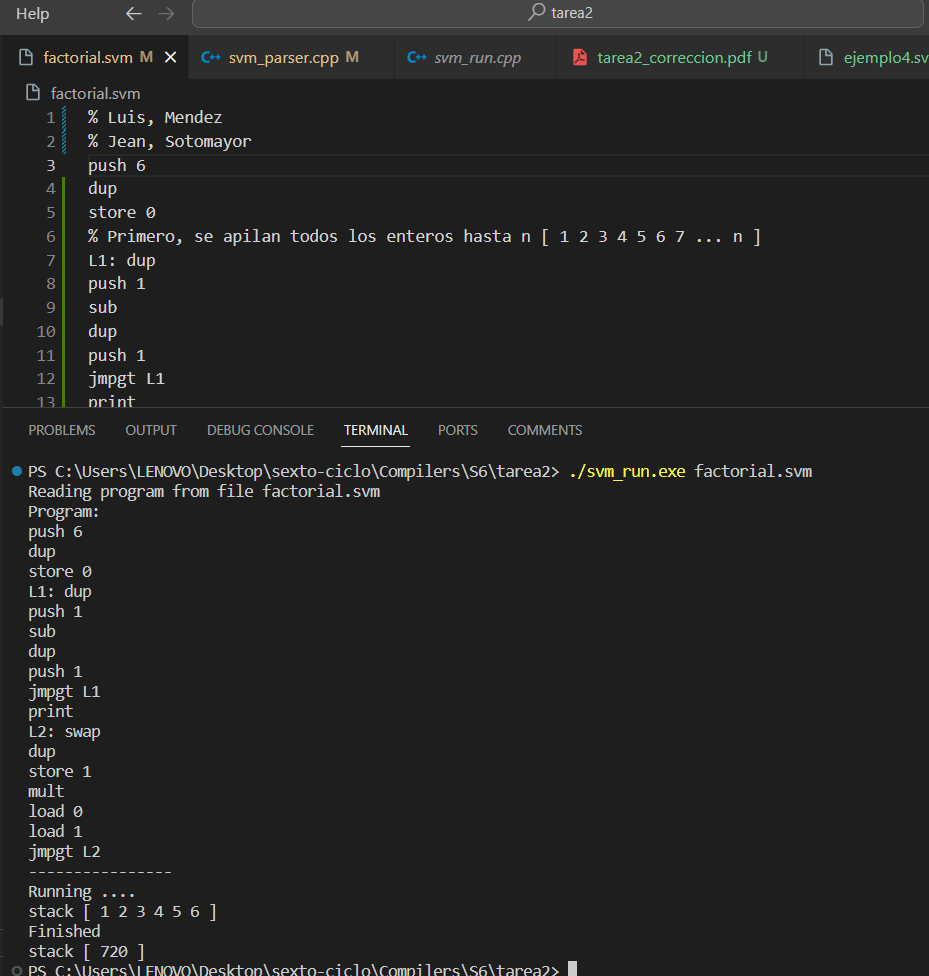 Help
tarea2
factorial.svm M
C++ svm_parser.cpp M
C++ svm_run.cpp
tarea2_correccion.pdf U
ejemplo4.sv
factorial.svm
1 % Luis, Mendez
2 % Jean, Sotomayor
3 push 6
4 dup
5 store 0
6 % Primero, se apilan todos los enteros hasta n [ 1 2 3 4 5 6 7 ... n ]
7 L1: dup
8 push 1
9 sub
10 dup
11 push 1
12 jmpgt L1
13 print
PROBLEMS OUTPUT DEBUG CONSOLE TERMINAL PORTS COMMENTS
PS C:\Users\LENOVO\Desktop\sexto-ciclo\Compilers\S6\tarea2> ./svm_run.exe factorial.svm
Reading program from file factorial.svm
Program:
push 6
dup
store 0
L1: dup
push 1
sub
dup
push 1
jmpgt L1
print
L2: swap
dup
store 1
mult
load 0
load 1
jmpgt L2
----------------
Running ....
stack [ 1 2 3 4 5 6 ]
Finished
stack [ 720 ]
PS C:\Users\LENOVO\Desktop\sexto-ciclo\Compilers\S6\tarea2>